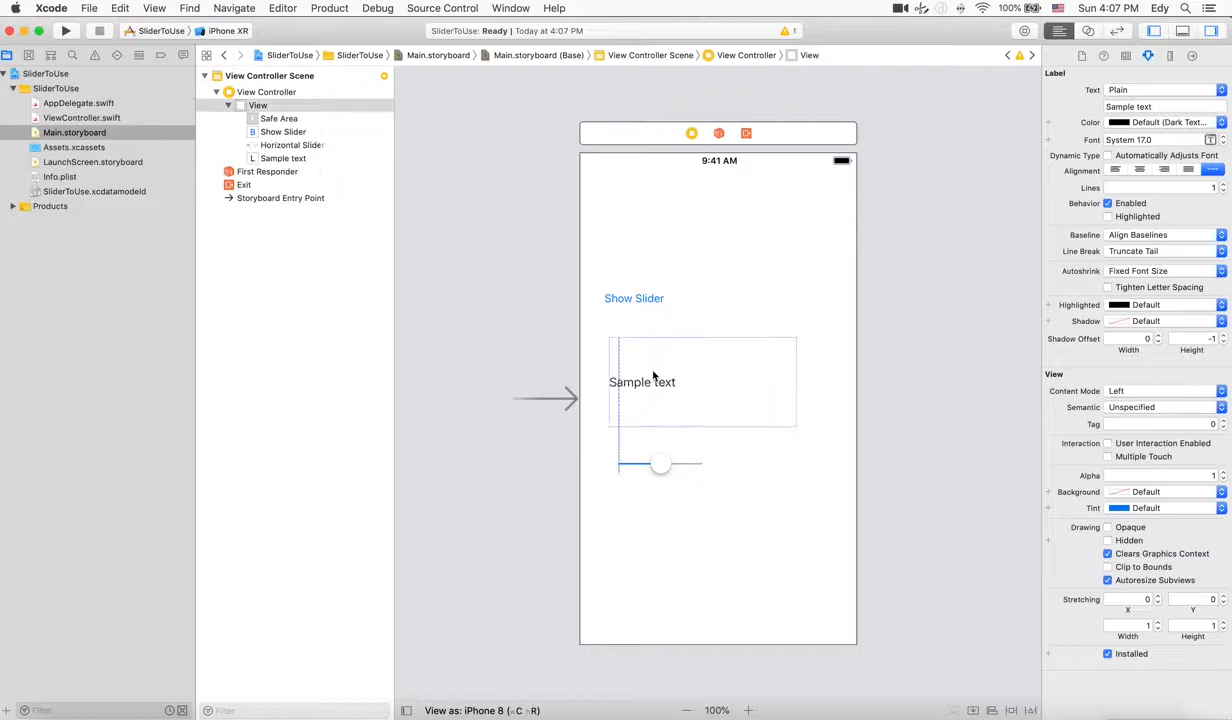 Xcode File Edit View Find Navigate Editor Product Debug Source Control Window Help 100% Sun 4:07 PM Edy
SliderToUse iPhone XR SliderToUse: Ready | Today at 4:07 PM 1
SliderToUse SliderToUse Main.storyboard Main.storyboard (Base) View Controller Scene View Controller View
SliderToUse
SliderToUse
AppDelegate.swift
ViewController.swift
Main.storyboard
Assets.xcassets
LaunchScreen.storyboard
Info.plist
SliderToUse.xcdatamodeld
Products
Filter
View Controller Scene
View Controller
View
Safe Area
B Show Slider
Horizontal Slider
L Sample text
First Responder
Exit
Storyboard Entry Point
Filter
9:41 AM
Show Slider
Sample text
View as: iPhone 8 (wC hR)
100%
Label
Text Plain
Sample text
Color Default (Dark Text...
Font System 17.0
Dynamic Type Automatically Adjusts Font
Alignment
Lines 1
Behavior Enabled
Highlighted
Baseline Align Baselines
Line Break Truncate Tail
Autoshrink Fixed Font Size
Tighten Letter Spacing
Highlighted Default
Shadow Default
Shadow Offset 0 -1
Width Height
View
Content Mode Left
Semantic Unspecified
Tag 0
Interaction User Interaction Enabled
Multiple Touch
Alpha 1
Background Default
Tint Default
Drawing Opaque
Hidden
Clears Graphics Context
Clip to Bounds
Autoresize Subviews
Stretching 0 0
X Y
1 1
Width Height
Installed